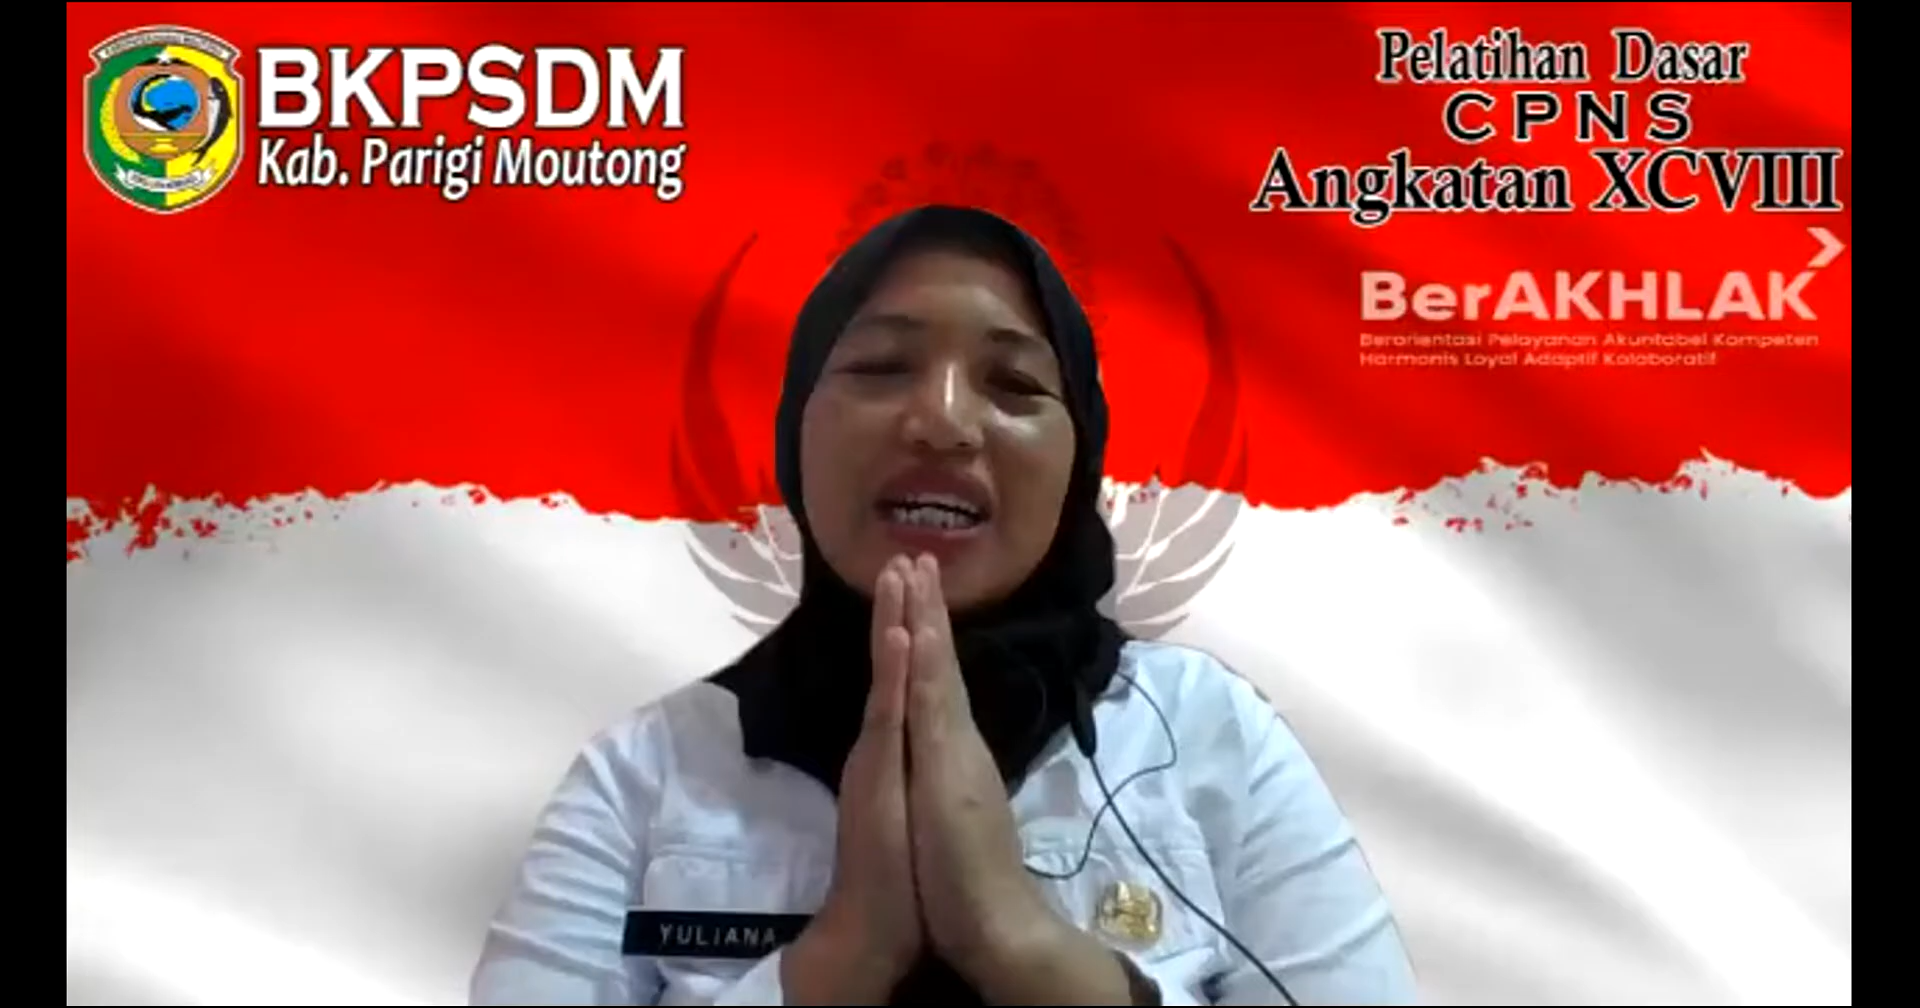 BKPSDM
Kab. Parigi Moutong
Pelatihan Dasar
CPNS
Angkatan XCVIII
BerAKHLAK
Berorientasi Pelayanan Akuntabel Kompeten
Harmonis Loyal Adaptif Kolaboratif
YULIANA